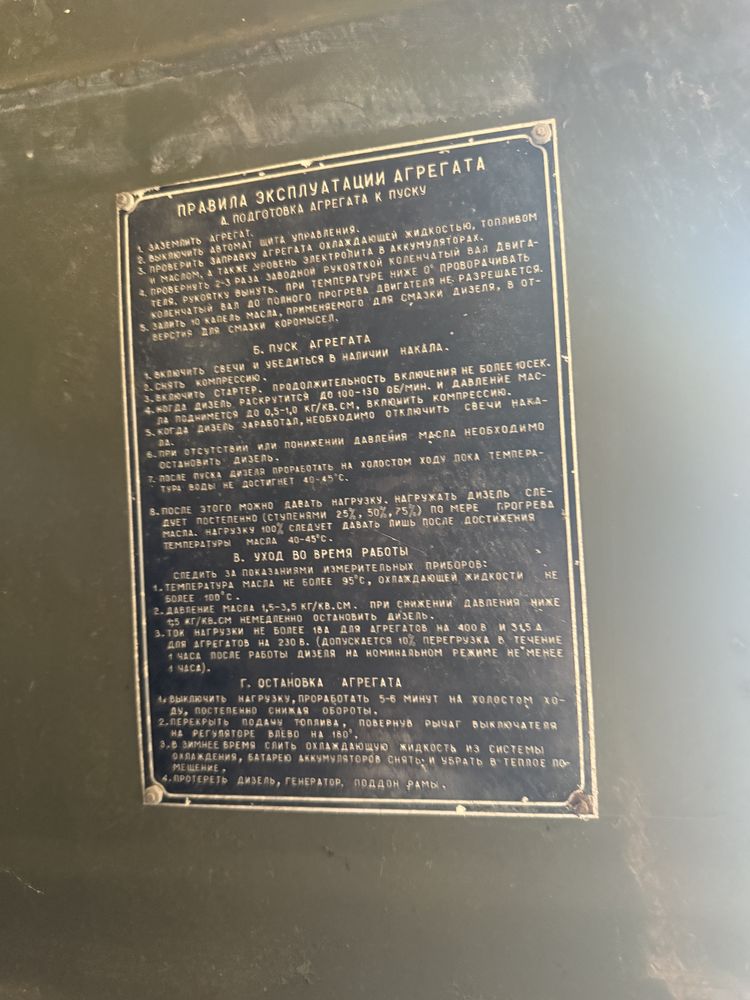 ПРАВИЛА ЭКСПЛУАТАЦИИ АГРЕГАТА
А. ПОДГОТОВКА АГРЕГАТА К ПУСКУ
1. ЗАЗЕМЛИТЬ АГРЕГАТ.
2. ВЫКЛЮЧИТЬ АВТОМАТ ЩИТА УПРАВЛЕНИЯ.
3. ПРОВЕРИТЬ ЗАПРАВКУ АГРЕГАТА ОХЛАЖДАЮЩЕЙ ЖИДКОСТЬЮ, ТОПЛИВОМ
И МАСЛОМ, А ТАКЖЕ УРОВЕНЬ ЭЛЕКТРОЛИТА В АККУМУЛЯТОРАХ.
4. ПРОВЕРНУТЬ 2-3 РАЗА ЗАВОДНОЙ РУКОЯТКОЙ КОЛЕНЧАТЫЙ ВАЛ ДВИГА-
ТЕЛЯ, РУКОЯТКУ ВЫНУТЬ. ПРИ ТЕМПЕРАТУРЕ НИЖЕ 0° ПРОВОРАЧИВАТЬ
КОЛЕНЧАТЫЙ ВАЛ ДО ПОЛНОГО ПРОГРЕВА ДВИГАТЕЛЯ НЕ РАЗРЕШАЕТСЯ.
5. ЗАЛИТЬ 10 КАПЕЛЬ МАСЛА, ПРИМЕНЯЕМОГО ДЛЯ СМАЗКИ ДИЗЕЛЯ, В ОТ-
ВЕРСТИЯ ДЛЯ СМАЗКИ КОРОМЫСЕЛ.
Б. ПУСК АГРЕГАТА
1. ВКЛЮЧИТЬ СВЕЧИ И УБЕДИТЬСЯ В НАЛИЧИИ НАКАЛА.
2. СНЯТЬ КОМПРЕССИЮ.
3. ВКЛЮЧИТЬ СТАРТЕР. ПРОДОЛЖИТЕЛЬНОСТЬ ВКЛЮЧЕНИЯ НЕ БОЛЕЕ 10 СЕК.
4. КОГДА ДИЗЕЛЬ РАСКРУТИТСЯ ДО 100-130 ОБ/МИН. И ДАВЛЕНИЕ МАС-
ЛА ПОДНИМЕТСЯ ДО 0,5-1,0 КГ/КВ.СМ, ВКЛЮЧИТЬ КОМПРЕССИЮ.
5. КОГДА ДИЗЕЛЬ ЗАРАБОТАЛ, НЕОБХОДИМО ОТКЛЮЧИТЬ СВЕЧИ НАКА-
ЛА.
6. ПРИ ОТСУТСТВИИ ИЛИ ПОНИЖЕНИИ ДАВЛЕНИЯ МАСЛА НЕОБХОДИМО
ОСТАНОВИТЬ ДИЗЕЛЬ.
7. ПОСЛЕ ПУСКА ДИЗЕЛЯ ПРОРАБОТАТЬ НА ХОЛОСТОМ ХОДУ ПОКА ТЕМПЕРА-
ТУРА ВОДЫ НЕ ДОСТИГНЕТ 40-45°С.
8. ПОСЛЕ ЭТОГО МОЖНО ДАВАТЬ НАГРУЗКУ. НАГРУЖАТЬ ДИЗЕЛЬ СЛЕ-
ДУЕТ ПОСТЕПЕННО (СТУПЕНЯМИ 25%, 50%, 75%) ПО МЕРЕ ПРОГРЕВА
МАСЛА. НАГРУЗКУ 100% СЛЕДУЕТ ДАВАТЬ ЛИШЬ ПОСЛЕ ДОСТИЖЕНИЯ
ТЕМПЕРАТУРЫ МАСЛА 40-45°С.
В. УХОД ВО ВРЕМЯ РАБОТЫ
СЛЕДИТЬ ЗА ПОКАЗАНИЯМИ ИЗМЕРИТЕЛЬНЫХ ПРИБОРОВ:
1. ТЕМПЕРАТУРА МАСЛА НЕ БОЛЕЕ 95°С, ОХЛАЖДАЮЩЕЙ ЖИДКОСТИ НЕ
БОЛЕЕ 100°С.
2. ДАВЛЕНИЕ МАСЛА 1,5-3,5 КГ/КВ.СМ. ПРИ СНИЖЕНИИ ДАВЛЕНИЯ НИЖЕ
1,5 КГ/КВ.СМ НЕМЕДЛЕННО ОСТАНОВИТЬ ДИЗЕЛЬ.
3. ТОК НАГРУЗКИ НЕ БОЛЕЕ 18А ДЛЯ АГРЕГАТОВ НА 400 В И 31,5 А
ДЛЯ АГРЕГАТОВ НА 230 В. (ДОПУСКАЕТСЯ 10% ПЕРЕГРУЗКА В ТЕЧЕНИЕ
1 ЧАСА ПОСЛЕ РАБОТЫ ДИЗЕЛЯ НА НОМИНАЛЬНОМ РЕЖИМЕ НЕ МЕНЕЕ
1 ЧАСА).
Г. ОСТАНОВКА АГРЕГАТА
1. ВЫКЛЮЧИТЬ НАГРУЗКУ, ПРОРАБОТАТЬ 5-6 МИНУТ НА ХОЛОСТОМ ХО-
ДУ, ПОСТЕПЕННО СНИЖАЯ ОБОРОТЫ.
2. ПЕРЕКРЫТЬ ПОДАЧУ ТОПЛИВА, ПОВЕРНУВ РЫЧАГ ВЫКЛЮЧАТЕЛЯ
НА РЕГУЛЯТОРЕ ВЛЕВО НА 180°.
3. В ЗИМНЕЕ ВРЕМЯ СЛИТЬ ОХЛАЖДАЮЩУЮ ЖИДКОСТЬ ИЗ СИСТЕМЫ
ОХЛАЖДЕНИЯ, БАТАРЕЮ АККУМУЛЯТОРОВ СНЯТЬ И УБРАТЬ В ТЕПЛОЕ ПО-
МЕЩЕНИЕ.
4. ПРОТЕРЕТЬ ДИЗЕЛЬ, ГЕНЕРАТОР, ПОДДОН РАМЫ.